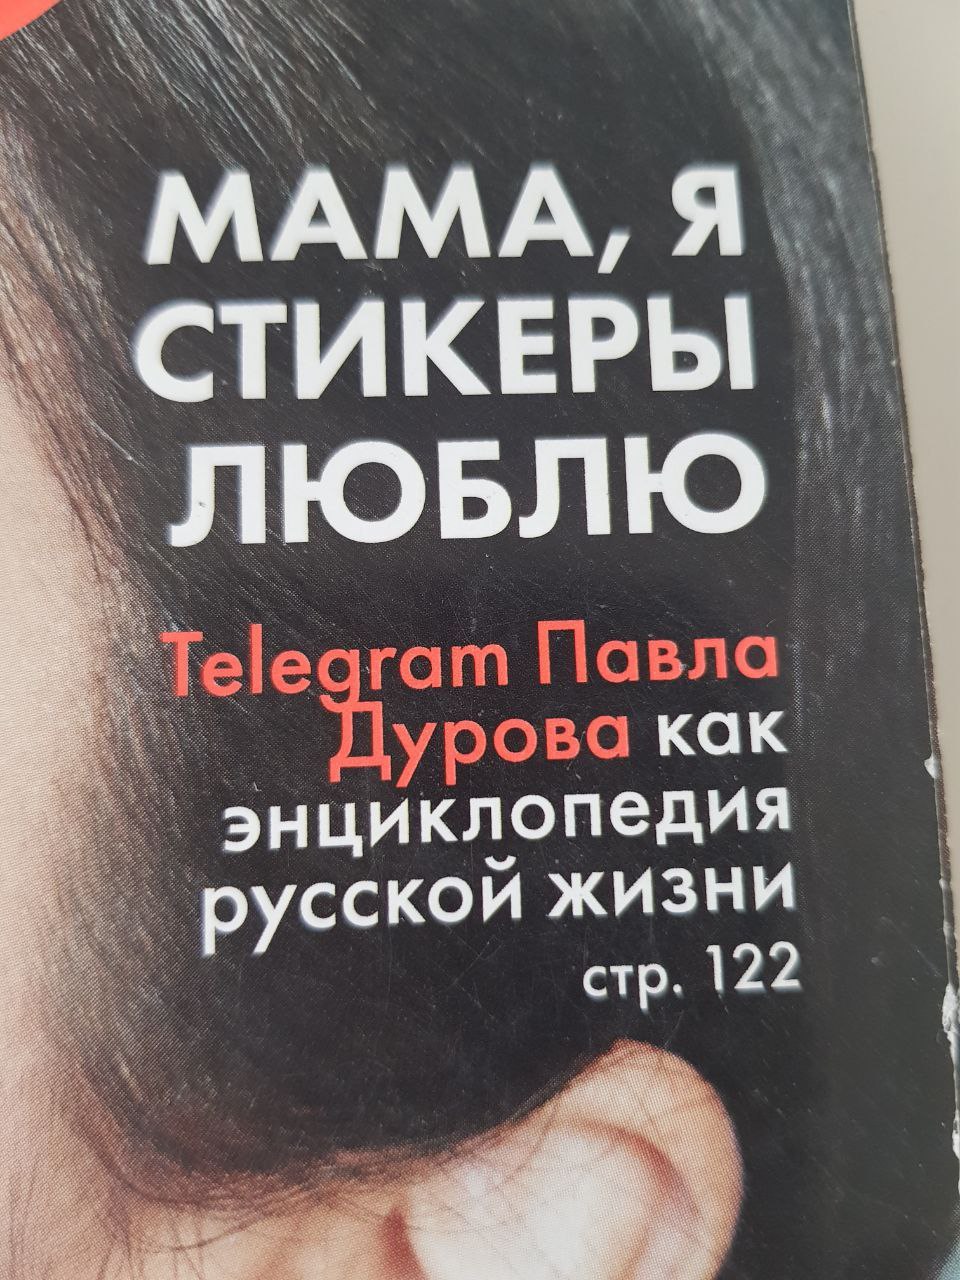 МАМА, Я
СТИКЕРЫ
ЛЮБЛЮ
Telegram Павла
Дурова как
энциклопедия
русской жизни
стр. 122